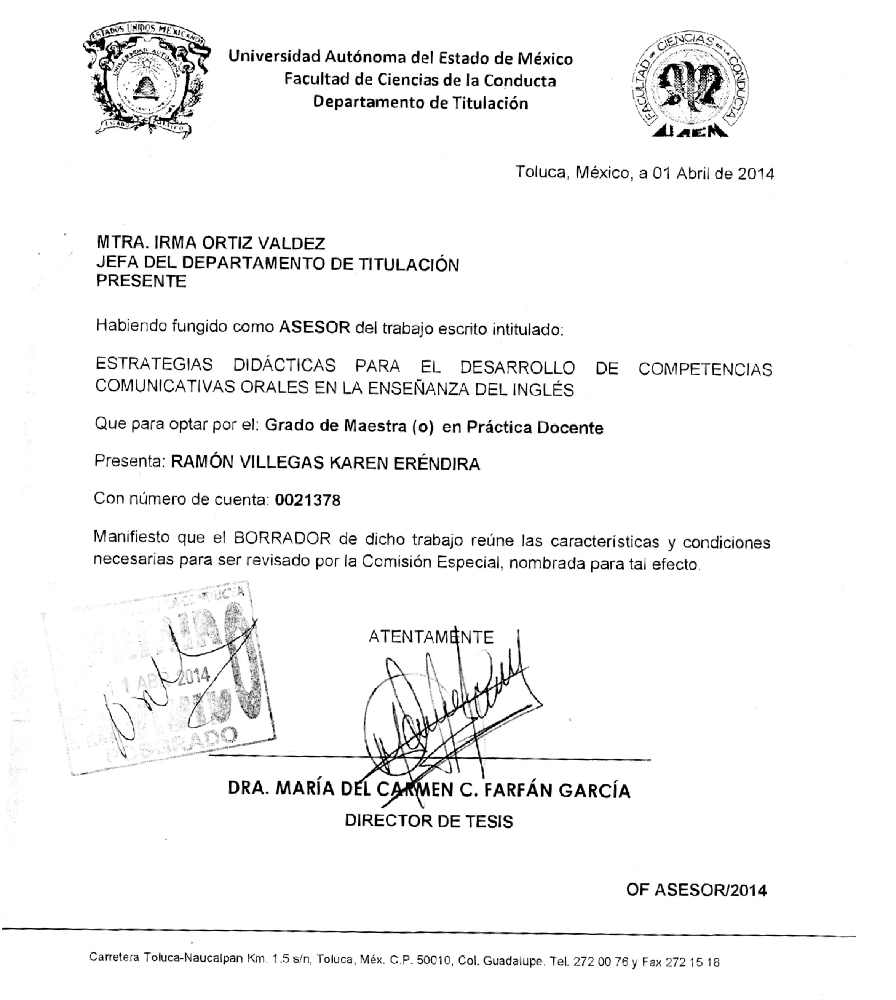 ESTADOS UNIDOS MEXICANOS
UNIVERSIDAD AUTONOMA
Universidad Autónoma del Estado de México
Facultad de Ciencias de la Conducta
Departamento de Titulación
FACULTAD DE CIENCIAS DE LA CONDUCTA
UAEM
Toluca, México, a 01 Abril de 2014
MTRA. IRMA ORTIZ VALDEZ
JEFA DEL DEPARTAMENTO DE TITULACIÓN
PRESENTE
Habiendo fungido como ASESOR del trabajo escrito intitulado:
ESTRATEGIAS DIDÁCTICAS PARA EL DESARROLLO DE COMPETENCIAS
COMUNICATIVAS ORALES EN LA ENSEÑANZA DEL INGLÉS
Que para optar por el: Grado de Maestra (o) en Práctica Docente
Presenta: RAMÓN VILLEGAS KAREN ERÉNDIRA
Con número de cuenta: 0021378
Manifiesto que el BORRADOR de dicho trabajo reúne las características y condiciones
necesarias para ser revisado por la Comisión Especial, nombrada para tal efecto.
LA CONDUCTA
11 ABR 2014
POSGRADO
ATENTAMENTE
DRA. MARÍA DEL CARMEN C. FARFÁN GARCÍA
DIRECTOR DE TESIS
OF ASESOR/2014
Carretera Toluca-Naucalpan Km. 1.5 s/n, Toluca, Méx. C.P. 50010, Col. Guadalupe. Tel. 272 00 76 y Fax 272 15 18